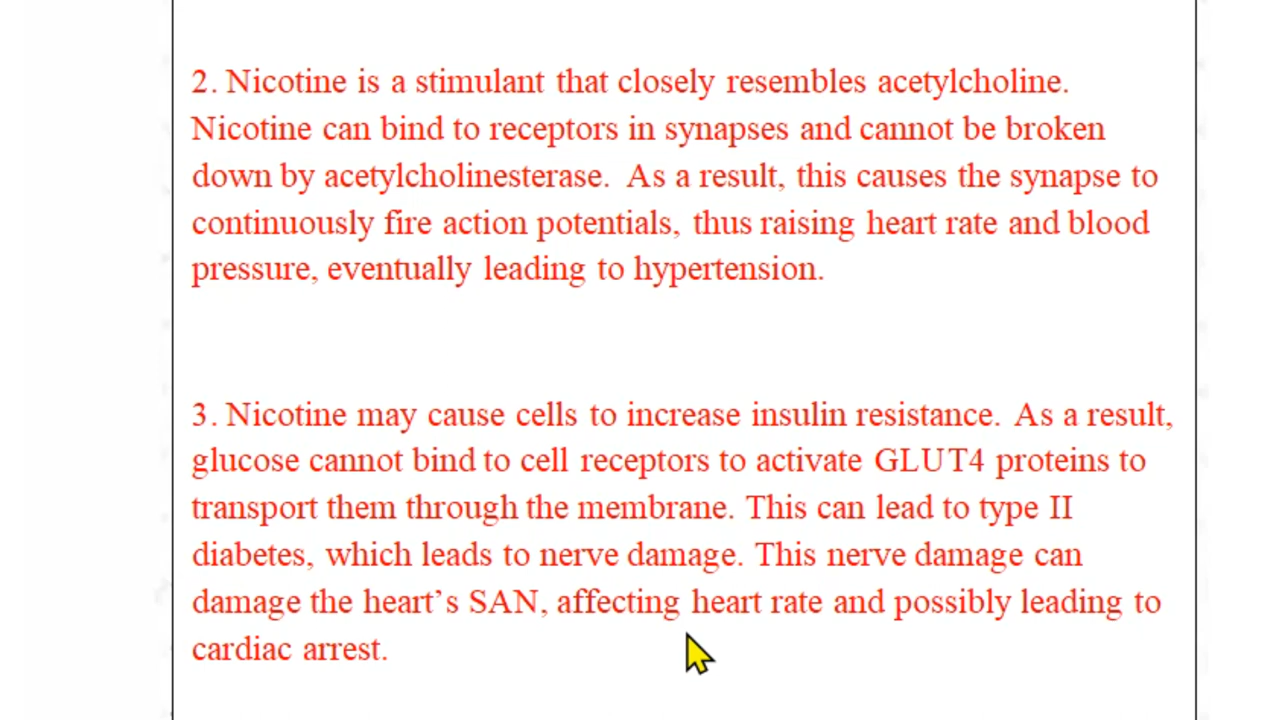 2. Nicotine is a stimulant that closely resembles acetylcholine.
Nicotine can bind to receptors in synapses and cannot be broken
down by acetylcholinesterase. As a result, this causes the synapse to
continuously fire action potentials, thus raising heart rate and blood
pressure, eventually leading to hypertension.
3. Nicotine may cause cells to increase insulin resistance. As a result,
glucose cannot bind to cell receptors to activate GLUT4 proteins to
transport them through the membrane. This can lead to type II
diabetes, which leads to nerve damage. This nerve damage can
damage the heart’s SAN, affecting heart rate and possibly leading to
cardiac arrest.